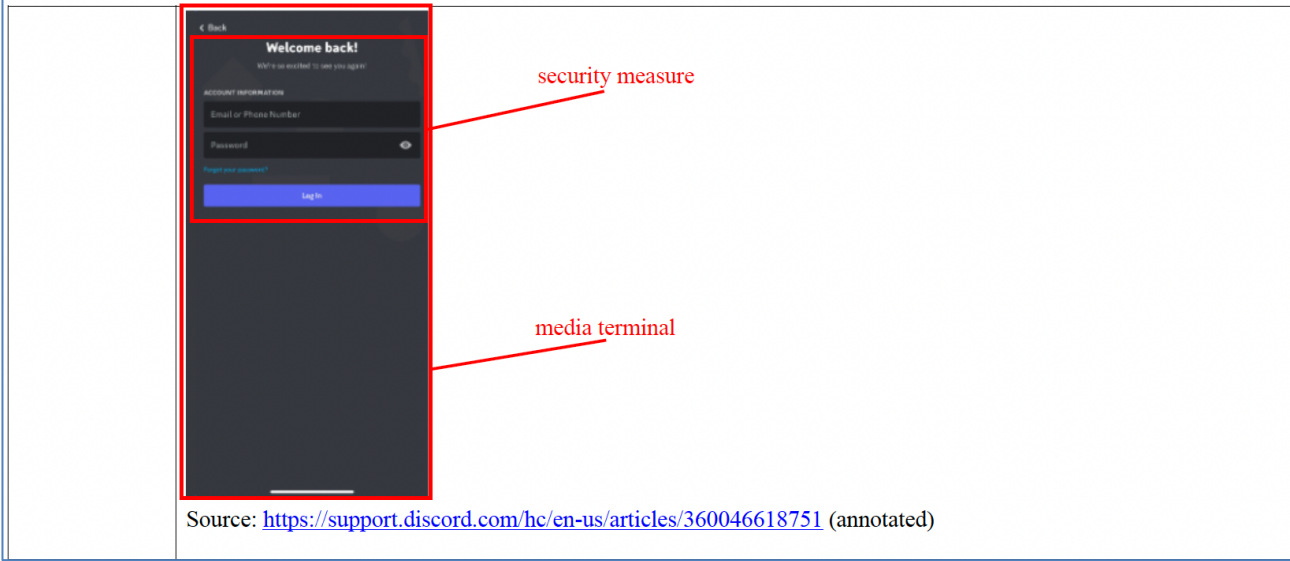 < Back
Welcome back!
We're so excited to see you again!
ACCOUNT INFORMATION
Email or Phone Number
Password
Forgot your password?
Log In
security measure
media terminal
Source: https://support.discord.com/hc/en-us/articles/360046618751 (annotated)